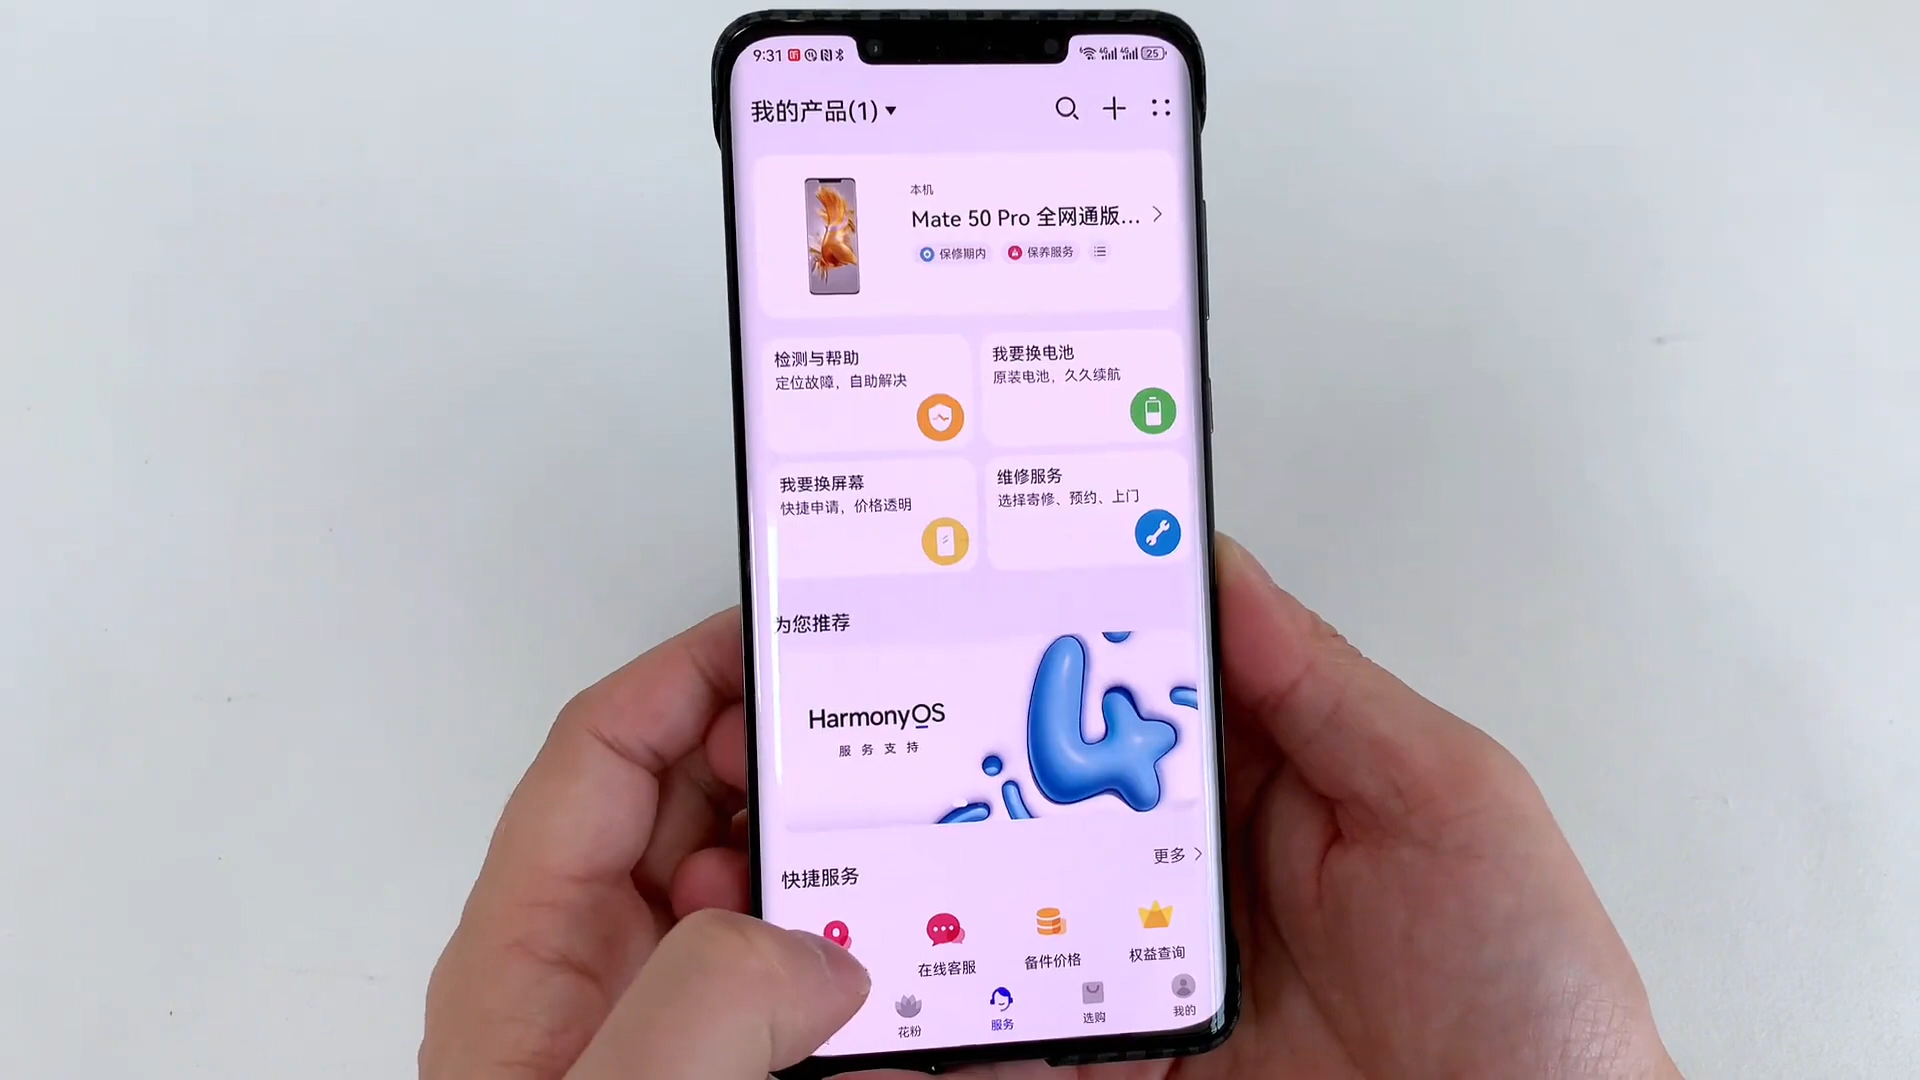 9:31
25
我的产品(1)
本机
Mate 50 Pro 全网通版...
保修期内
保养服务
检测与帮助
定位故障，自助解决
我要换电池
原装电池，久久续航
我要换屏幕
快捷申请，价格透明
维修服务
选择寄修、预约、上门
为您推荐
HarmonyOS
服务支持
4
快捷服务
更多
在线客服
备件价格
权益查询
花粉
服务
选购
我的